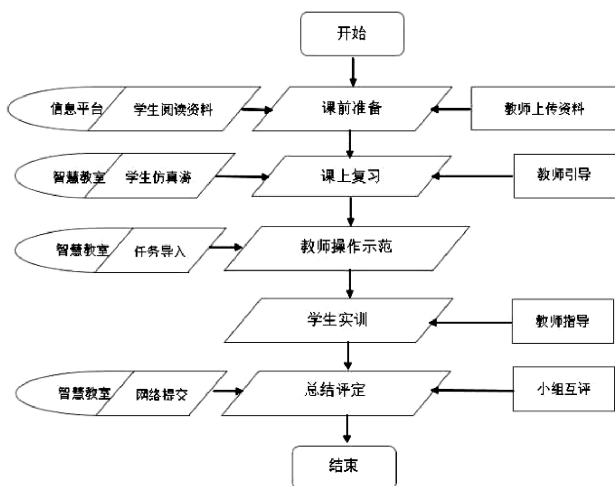 开始
信息平台 学生阅读资料 课前准备 教师上传资料
智慧教室 学生仿真游 课上复习 教师引导
智慧教室 任务导入 教师操作示范
学生实训 教师指导
智慧教室 网络提交 总结评定 小组互评
结束